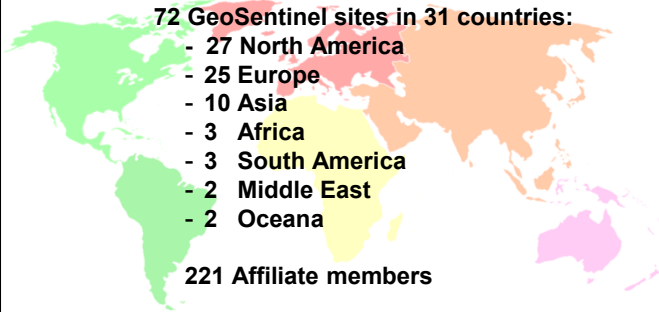 72 GeoSentinel sites in 31 countries:
- 27 North America
- 25 Europe
- 10 Asia
- 3 Africa
- 3 South America
- 2 Middle East
- 2 Oceana
221 Affiliate members